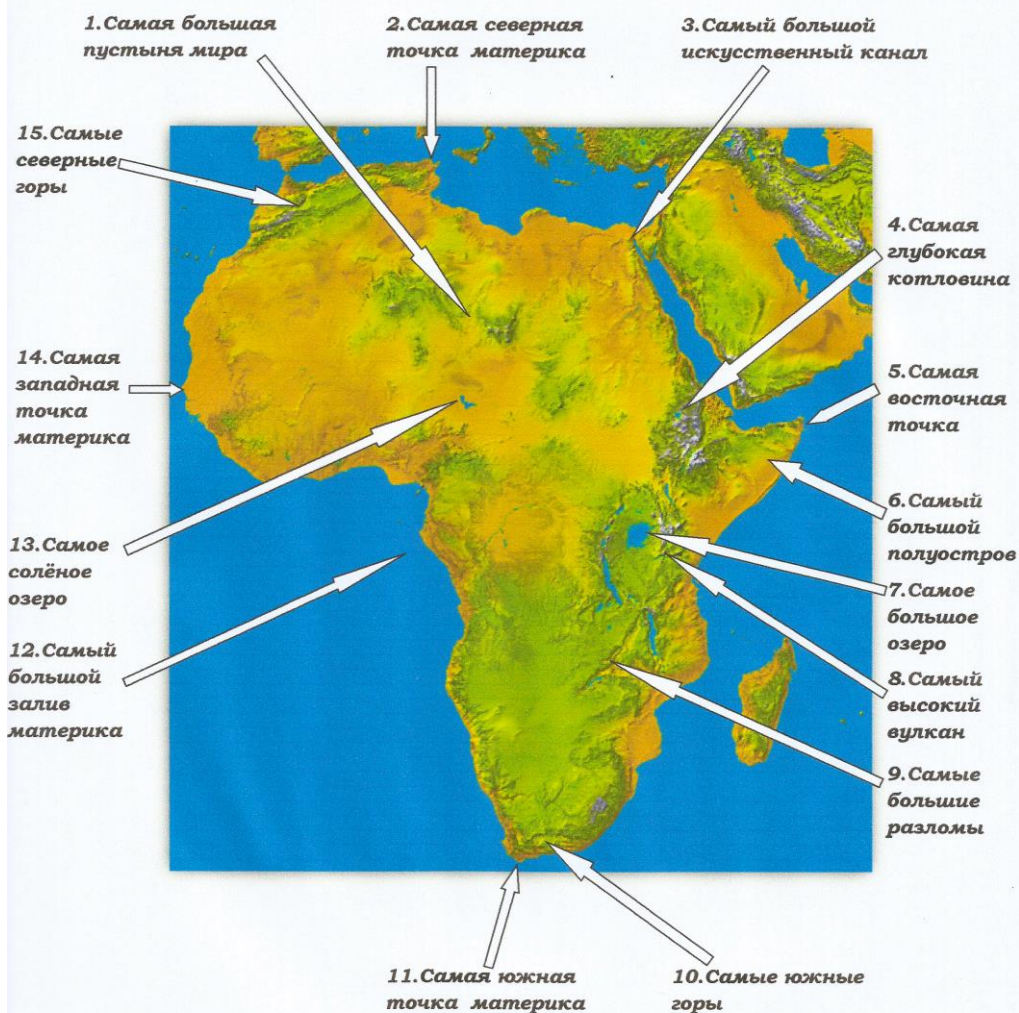 1.Самая большая
пустыня мира
2.Самая северная
точка материка
3.Самый большой
искусственный канал
4.Самая
глубокая
котловина
5.Самая
восточная
точка
6.Самый
большой
полуостров
7.Самое
большое
озеро
8.Самый
высокий
вулкан
9.Самые
большие
разломы
10.Самые южные
горы
11.Самая южная
точка материка
12.Самый
большой
залив
материка
13.Самое
солёное
озеро
14.Самая
западная
точка
материка
15.Самые
северные
горы